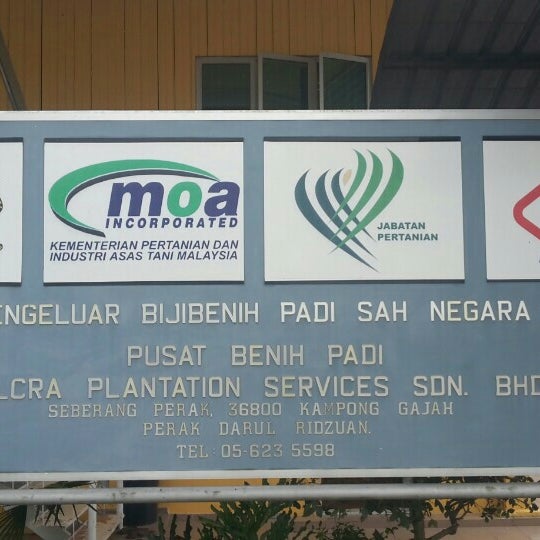 moa
INCORPORATED
KEMENTERIAN PERTANIAN DAN
INDUSTRI ASAS TANI MALAYSIA
JABATAN
PERTANIAN
NGELUAR BIJIBENIH PADI SAH NEGARA
PUSAT BENIH PADI
LCRA PLANTATION SERVICES SDN. BHD
SEBERANG PERAK, 36800 KAMPONG GAJAH
PERAK DARUL RIDZUAN.
TEL: 05-623 5598